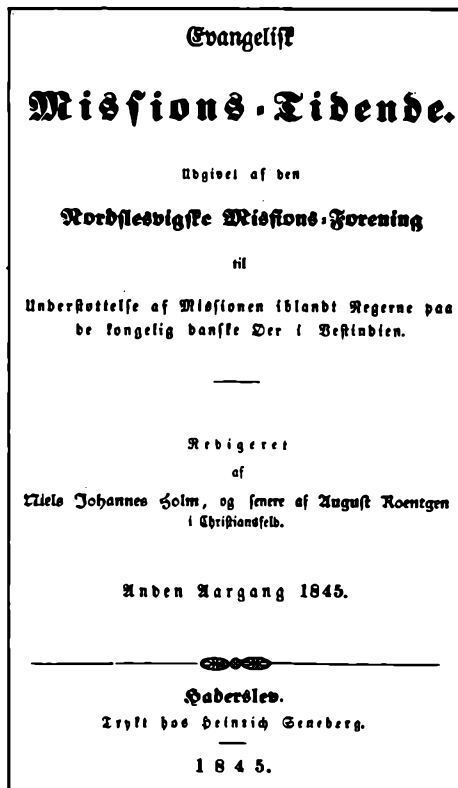 Evangelisk
Missions-Tidende.
Udgivet af den
Nordslesvigske Missions-Forening
til
Understøttelse af Missionen iblandt Negerne paa
de kongelig danske Øer i Vestindien.
Redigeret
af
Niels Johannes Holm, og senere af August Roentgen
i Christiansfeld.
Anden Aargang 1845.
Haderslev.
Trykt hos Heinrich Seneberg.
1845.